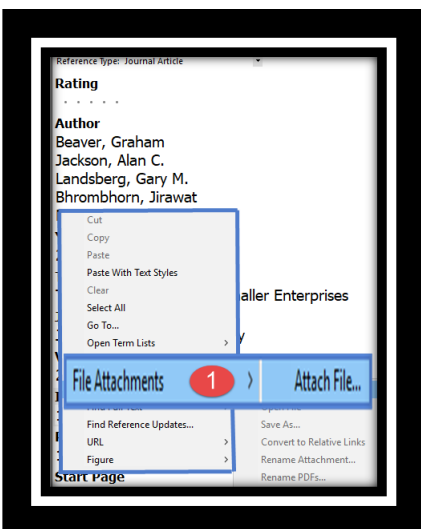 Reference Type: Journal Article
Rating
Author
Beaver, Graham
Jackson, Alan C.
Landsberg, Gary M.
Bhrombhorn, Jirawat
Cut
Copy
Paste
Paste With Text Styles
Clear
aller Enterprises
Select All
Go To...
Open Term Lists
y
File Attachments 1 > Attach File...
Find Reference Updates...
Save As...
URL
Convert to Relative Links
Figure
Rename Attachment...
Start Page
Rename PDFs...